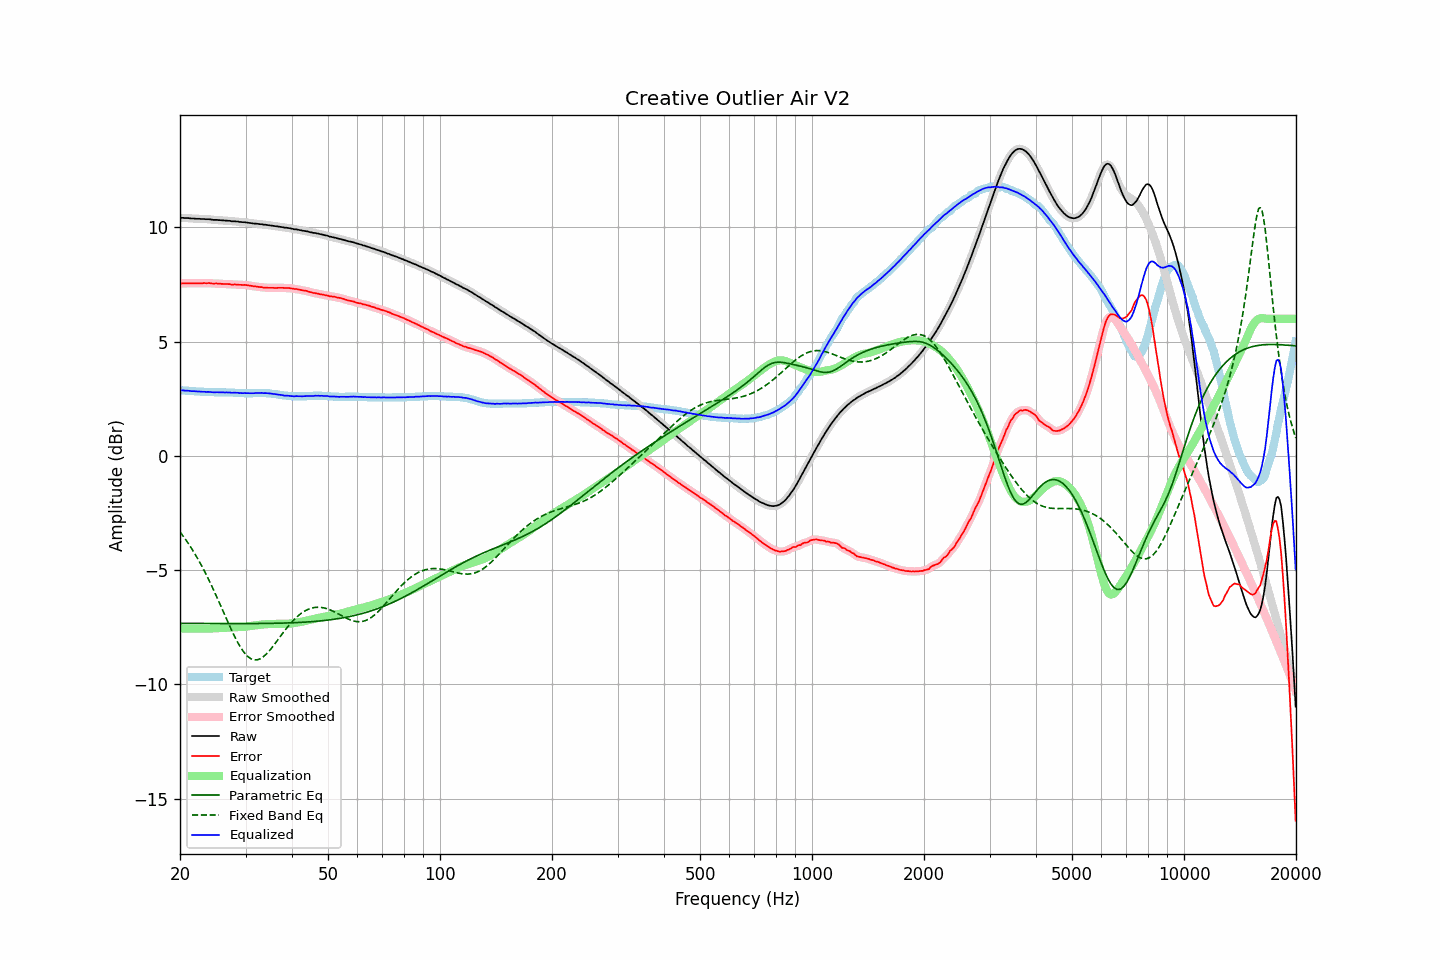 Creative Outlier Air V2
Amplitude (dBr)
10
5
0
−5
−10
−15
Target
Raw Smoothed
Error Smoothed
Raw
Error
Equalization
Parametric Eq
Fixed Band Eq
Equalized
20 50 100 200 500 1000 2000 5000 10000 20000
Frequency (Hz)